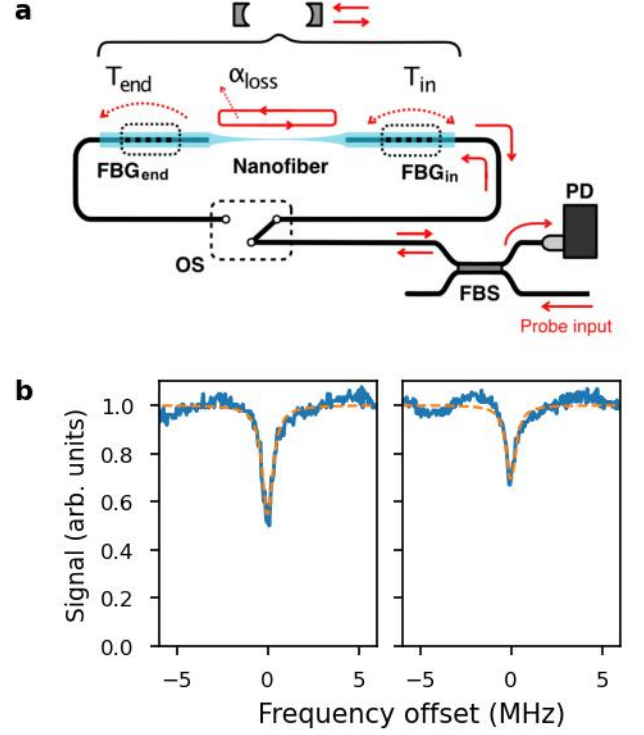 a
T_end
α_loss
T_in
FBG_end
Nanofiber
FBG_in
PD
OS
FBS
Probe input
b
Signal (arb. units)
1.0
0.8
0.6
0.4
0.2
0.0
−5 0 5 −5 0 5
Frequency offset (MHz)